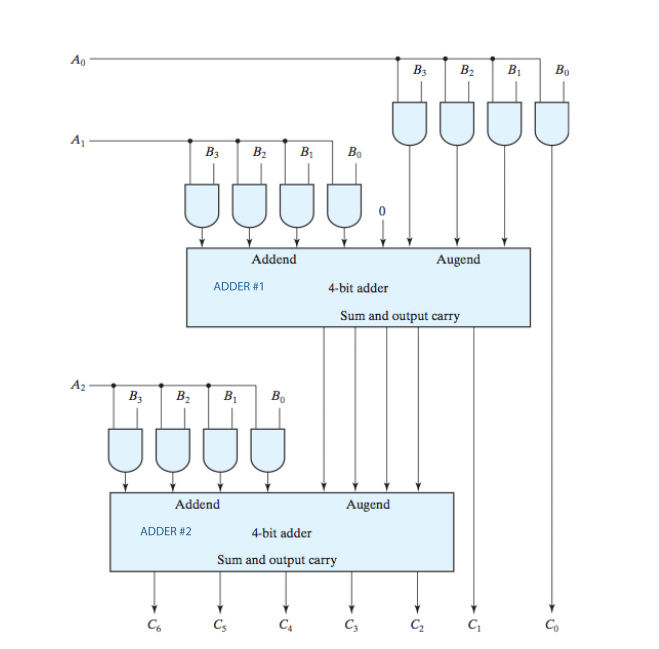 A₀
B₃ B₂ B₁ B₀
A₁
B₃ B₂ B₁ B₀
0
Addend Augend
ADDER #1 4-bit adder
Sum and output carry
A₂
B₃ B₂ B₁ B₀
Addend Augend
ADDER #2 4-bit adder
Sum and output carry
C₆ C₅ C₄ C₃ C₂ C₁ C₀